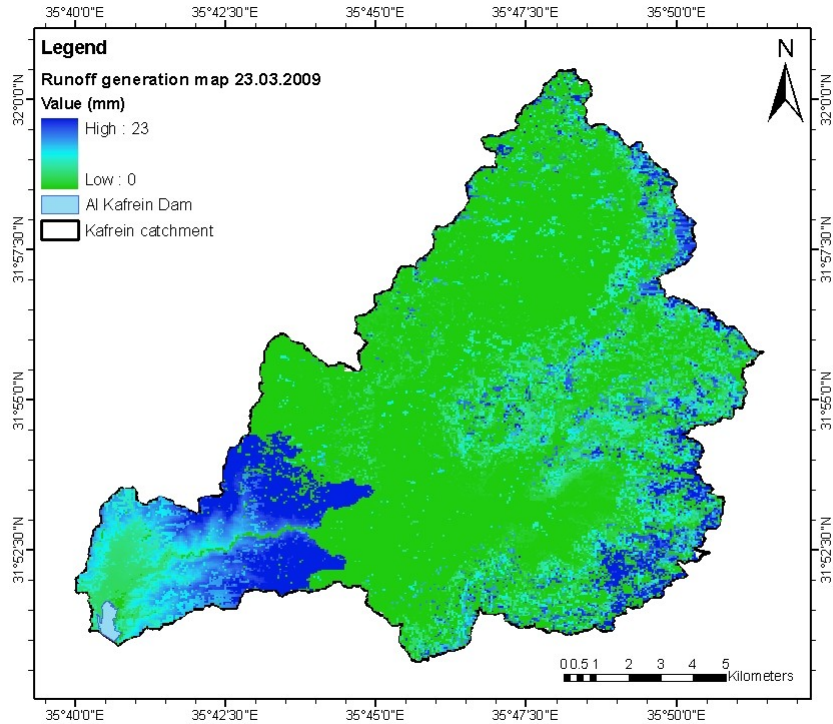 35°40'0"E 35°42'30"E 35°45'0"E 35°47'30"E 35°50'0"E
Legend
Runoff generation map 23.03.2009
Value (mm)
High : 23
Low : 0
Al Kafrein Dam
Kafrein catchment
N
32°0'0"N 32°0'0"N
31°57'30"N 31°57'30"N
31°55'0"N 31°55'0"N
31°52'30"N 31°52'30"N
0 0.5 1 2 3 4 5
Kilometers
35°40'0"E 35°42'30"E 35°45'0"E 35°47'30"E 35°50'0"E